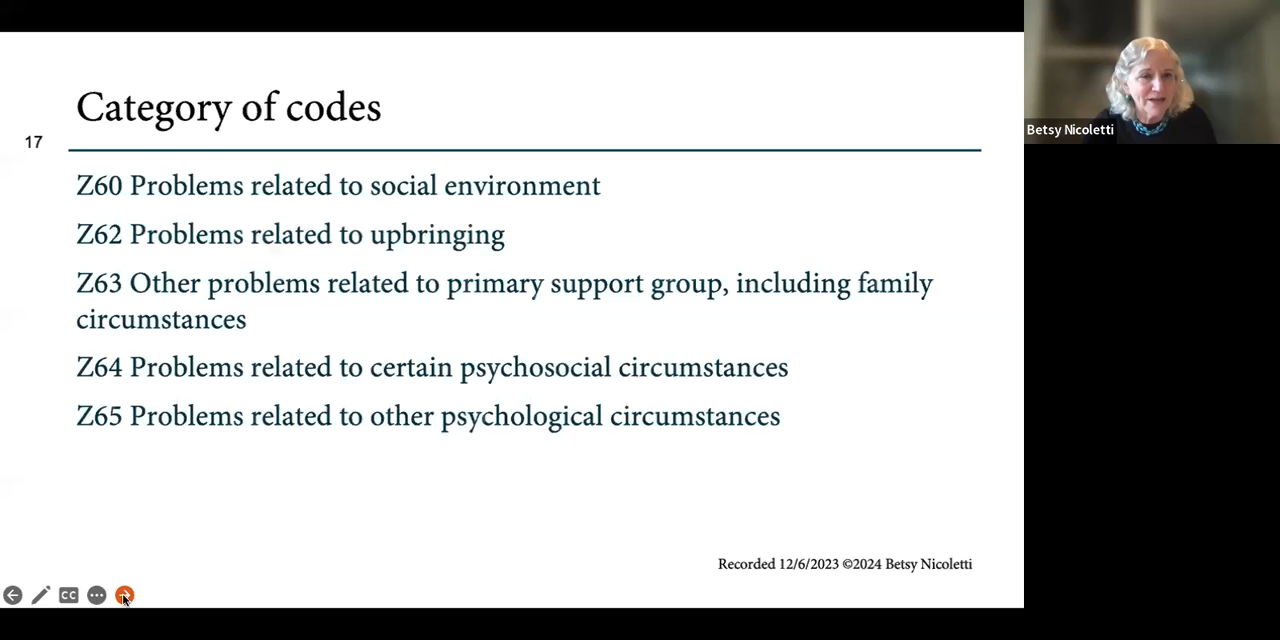 Category of codes
17
Z60 Problems related to social environment
Z62 Problems related to upbringing
Z63 Other problems related to primary support group, including family
circumstances
Z64 Problems related to certain psychosocial circumstances
Z65 Problems related to other psychological circumstances
Recorded 12/6/2023 ©2024 Betsy Nicoletti
CC
Betsy Nicoletti